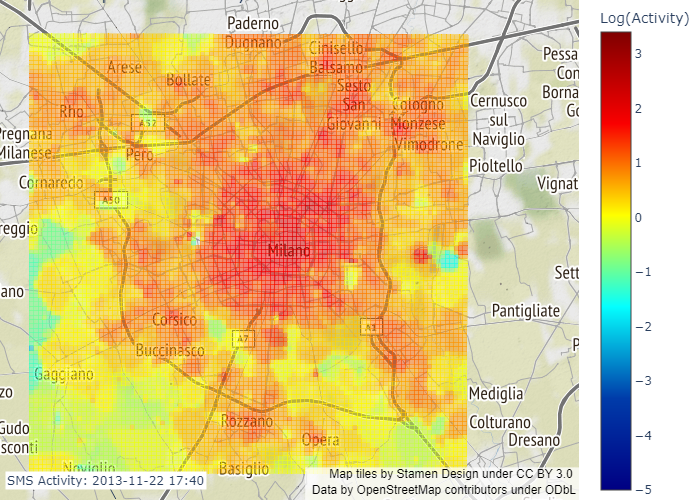 Log(Activity)
Paderno
Dugnano
Cinisello
Balsamo
Arese
Bollate
Sesto
San
Giovanni
Cologno
Monzese
Vimodrone
Cernusco
sul
Naviglio
Pioltello
Pessa
Con
Borna
Go
Rho
A52
Pero
Pregnana
Milanese
Cornaredo
A50
Vignat
reggio
Milano
Sett
ano
Pantigliate
Corsico
A7
A1
Buccinasco
P
Gaggiano
zo
Mediglia
Rozzano
Colturano
Gudo
sconti
Opera
Dresano
Noviglio
Basiglio
SMS Activity: 2013-11-22 17:40
Map tiles by Stamen Design under CC BY 3.0
Data by OpenStreetMap contributors under ODbL
3
2
1
0
−1
−2
−3
−4
−5